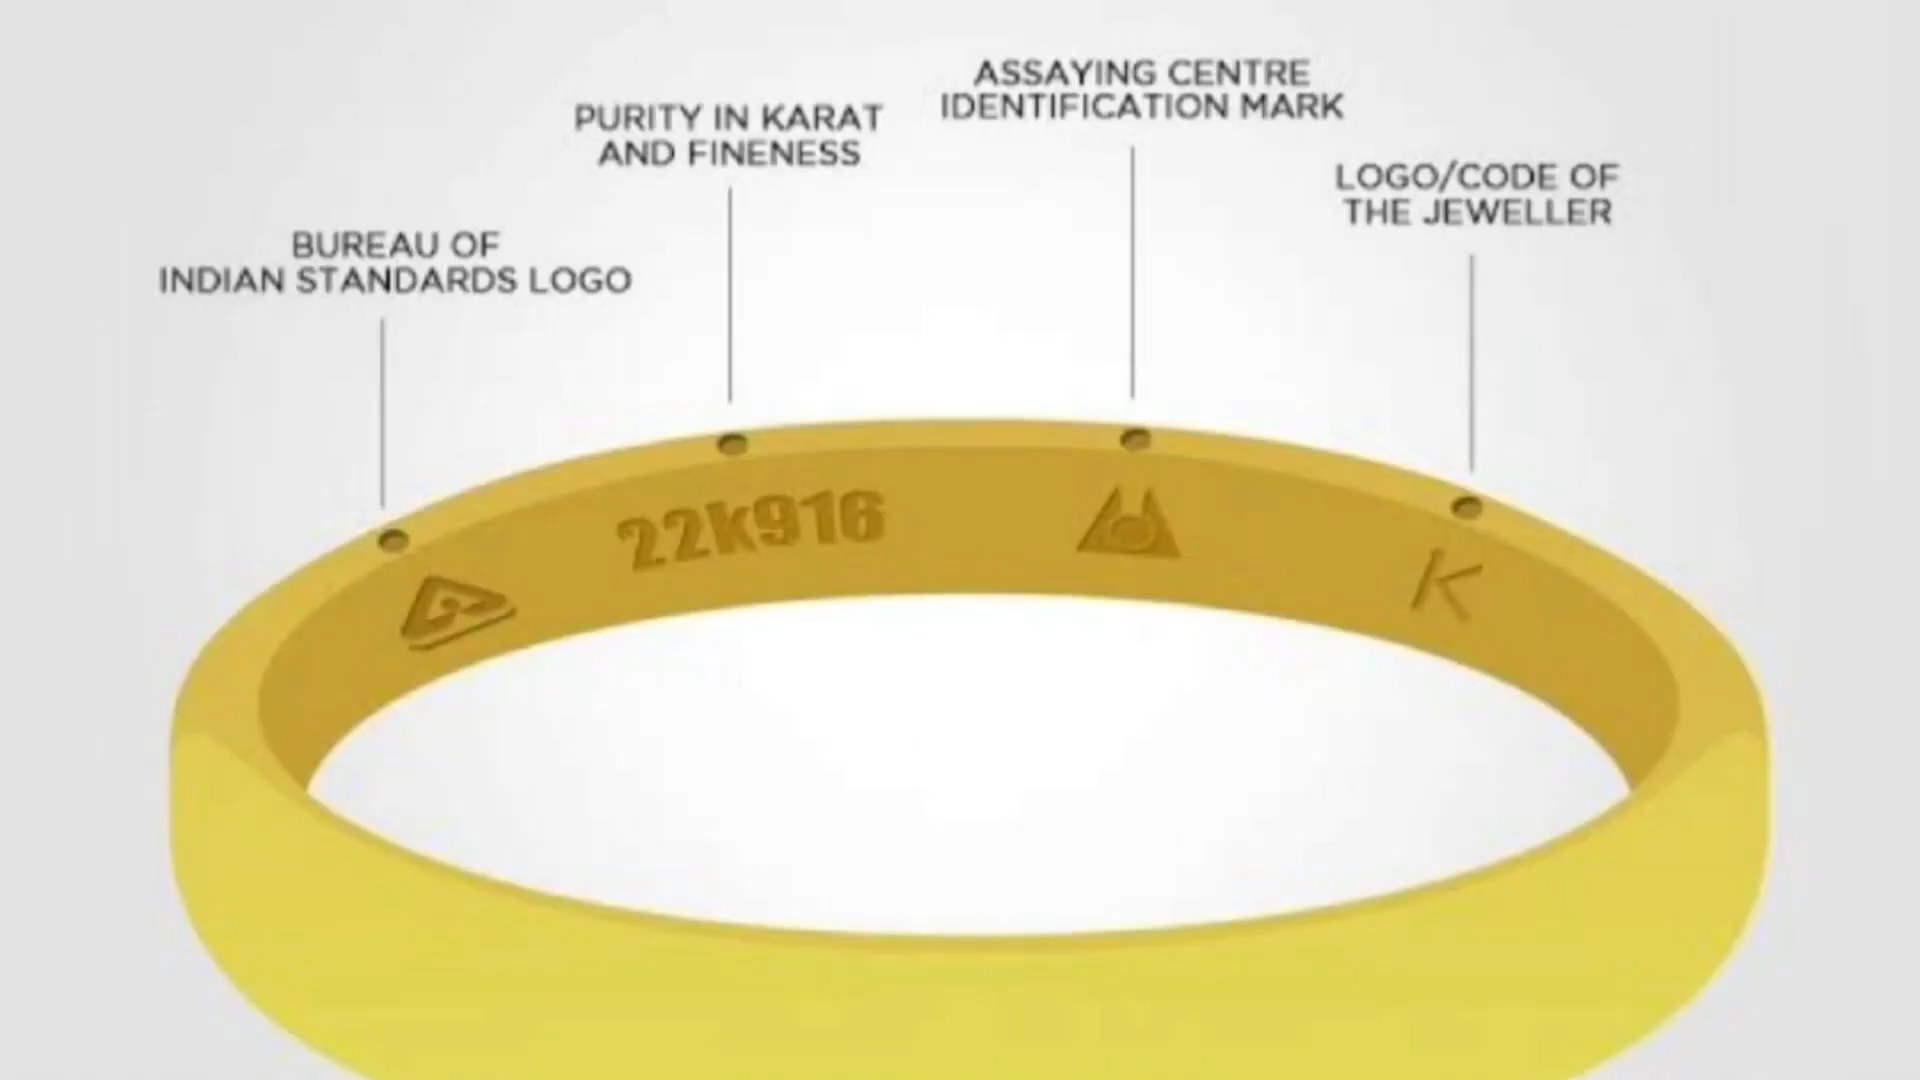 BUREAU OF
INDIAN STANDARDS LOGO
PURITY IN KARAT
AND FINENESS
ASSAYING CENTRE
IDENTIFICATION MARK
LOGO/CODE OF
THE JEWELLER
22k916
K